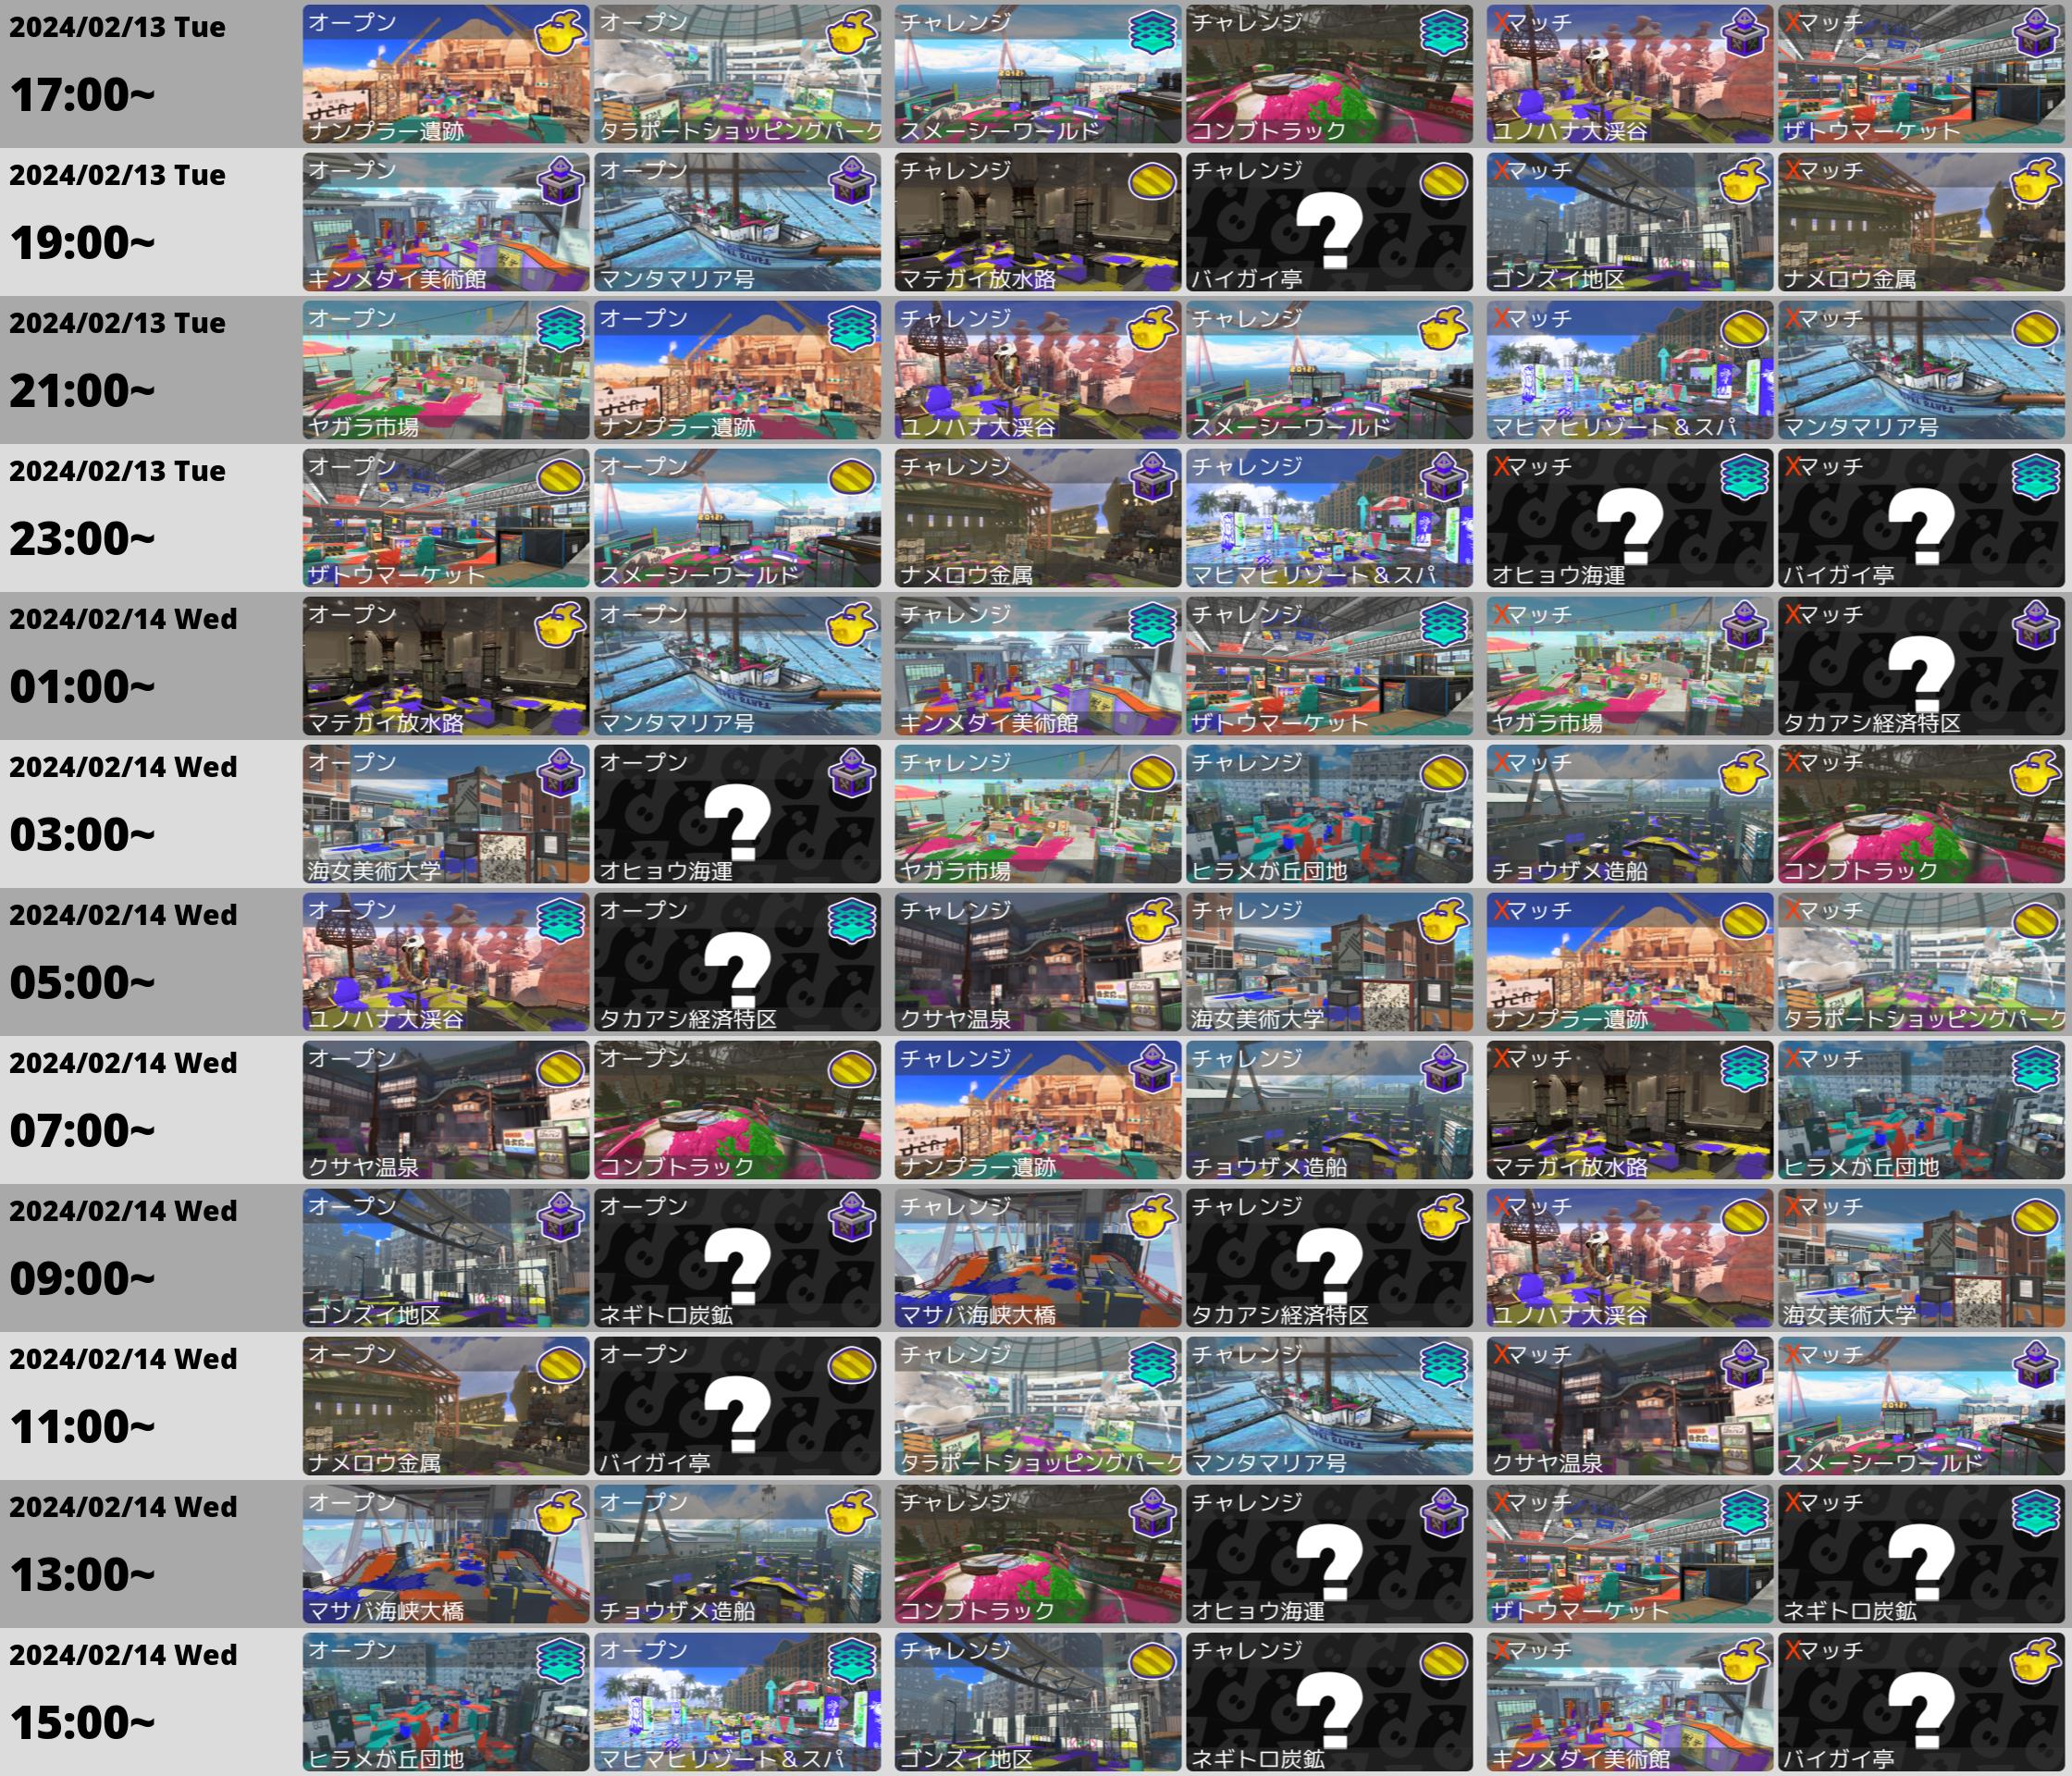 2024/02/13 Tue
17:00~
オープン
ナンプラー遺跡
オープン
タラポートショッピングパーク
チャレンジ
スメーシーワールド
チャレンジ
コンブトラック
Xマッチ
ユノハナ大渓谷
Xマッチ
ザトウマーケット
2024/02/13 Tue
19:00~
オープン
キンメダイ美術館
オープン
マンタマリア号
チャレンジ
マテガイ放水路
チャレンジ
?
バイガイ亭
Xマッチ
ゴンズイ地区
Xマッチ
ナメロウ金属
2024/02/13 Tue
21:00~
オープン
ヤガラ市場
オープン
ナンプラー遺跡
チャレンジ
ユノハナ大渓谷
チャレンジ
スメーシーワールド
Xマッチ
マヒマヒリゾート＆スパ
Xマッチ
マンタマリア号
2024/02/13 Tue
23:00~
オープン
ザトウマーケット
オープン
スメーシーワールド
チャレンジ
ナメロウ金属
チャレンジ
マヒマヒリゾート＆スパ
Xマッチ
?
オヒョウ海運
Xマッチ
?
バイガイ亭
2024/02/14 Wed
01:00~
オープン
マテガイ放水路
オープン
マンタマリア号
チャレンジ
キンメダイ美術館
チャレンジ
ザトウマーケット
Xマッチ
ヤガラ市場
Xマッチ
?
タカアシ経済特区
2024/02/14 Wed
03:00~
オープン
海女美術大学
オープン
?
オヒョウ海運
チャレンジ
ヤガラ市場
チャレンジ
ヒラメが丘団地
Xマッチ
チョウザメ造船
Xマッチ
コンブトラック
2024/02/14 Wed
05:00~
オープン
ユノハナ大渓谷
オープン
?
タカアシ経済特区
チャレンジ
クサヤ温泉
チャレンジ
海女美術大学
Xマッチ
ナンプラー遺跡
Xマッチ
タラポートショッピングパーク
2024/02/14 Wed
07:00~
オープン
クサヤ温泉
オープン
コンブトラック
チャレンジ
ナンプラー遺跡
チャレンジ
チョウザメ造船
Xマッチ
マテガイ放水路
Xマッチ
ヒラメが丘団地
2024/02/14 Wed
09:00~
オープン
ゴンズイ地区
オープン
?
ネギトロ炭鉱
チャレンジ
マサバ海峡大橋
チャレンジ
?
タカアシ経済特区
Xマッチ
ユノハナ大渓谷
Xマッチ
海女美術大学
2024/02/14 Wed
11:00~
オープン
ナメロウ金属
オープン
?
バイガイ亭
チャレンジ
タラポートショッピングパーク
チャレンジ
マンタマリア号
Xマッチ
クサヤ温泉
Xマッチ
スメーシーワールド
2024/02/14 Wed
13:00~
オープン
マサバ海峡大橋
オープン
チョウザメ造船
チャレンジ
コンブトラック
チャレンジ
?
オヒョウ海運
Xマッチ
ザトウマーケット
Xマッチ
?
ネギトロ炭鉱
2024/02/14 Wed
15:00~
オープン
ヒラメが丘団地
オープン
マヒマヒリゾート＆スパ
チャレンジ
ゴンズイ地区
チャレンジ
?
ネギトロ炭鉱
Xマッチ
キンメダイ美術館
Xマッチ
?
バイガイ亭